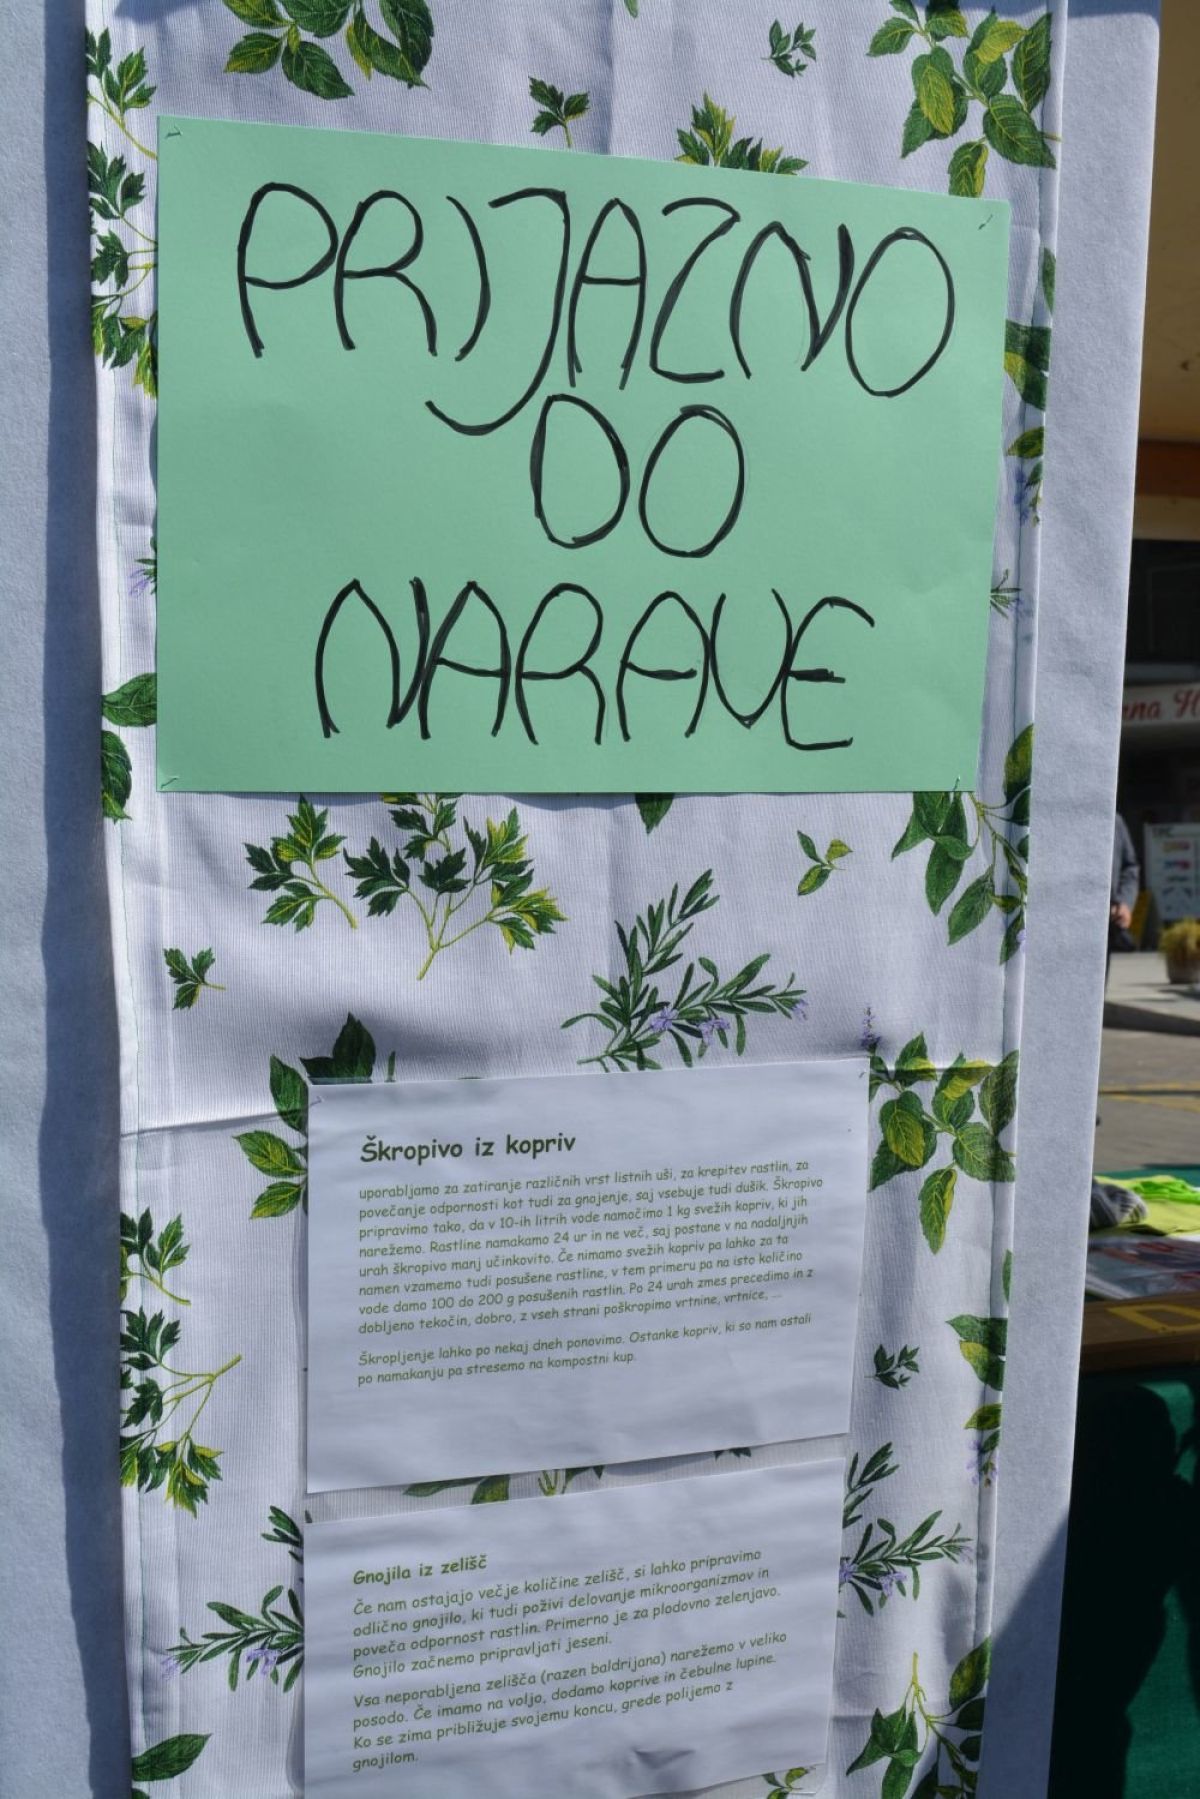 PRIJAZNO
DO
NARAVE
Škropivo iz kopriv
uporabljamo za zatiranje različnih vrst listnih uši, za krepitev rastlin, za
povečanje odpornosti kot tudi za gnojenje, saj vsebuje tudi dušik. Škropivo
pripravimo tako, da v 10-ih litrih vode namočimo 1 kg svežih kopriv, ki jih
narežemo. Rastline namakamo 24 ur in ne več, saj postane v na nadaljnjih
urah škropivo manj učinkovito. Če nimamo svežih kopriv pa lahko za ta
namen vzamemo tudi posušene rastline, v tem primeru pa na isto količino
vode damo 100 do 200 g posušenih rastlin. Po 24 urah zmes precedimo in z
dobljeno tekočin, dobro, z vseh strani poškropimo vrtnine, vrtnice, ...
Škropljenje lahko po nekaj dneh ponovimo. Ostanke kopriv, ki so nam ostali
po namakanju pa stresemo na kompostni kup.
Gnojila iz zelišč
Če nam ostajajo večje količine zelišč, si lahko pripravimo
odlično gnojilo, ki tudi poživi delovanje mikroorganizmov in
poveča odpornost rastlin. Primerno je za plodovno zelenjavo.
Gnojilo začnemo pripravljati jeseni.
Vsa neporabljena zelišča (razen baldrijana) narežemo v veliko
posodo. Če imamo na voljo, dodamo koprive in čebulne lupine.
Ko se zima približuje svojemu koncu, grede polijemo z
gnojilom.